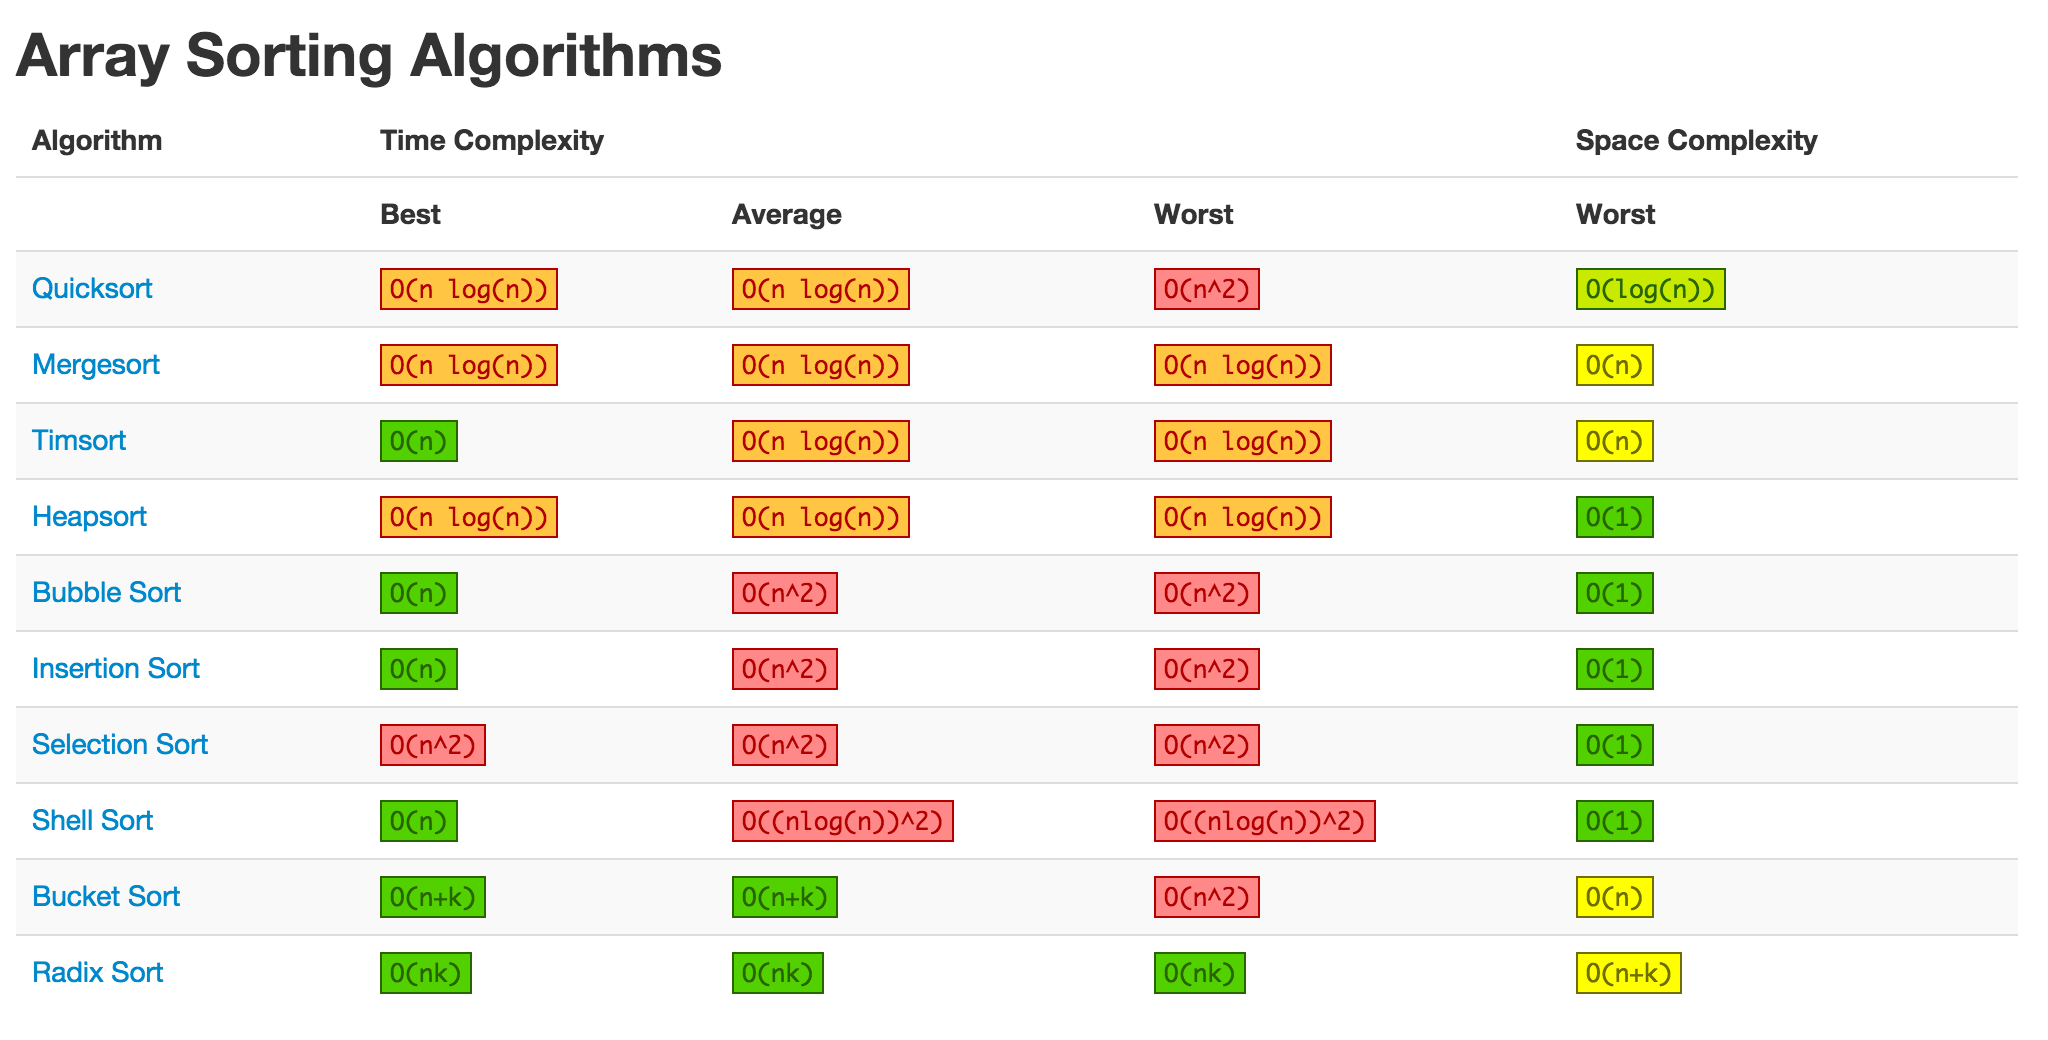 Array Sorting Algorithms
Algorithm Time Complexity Space Complexity
Best Average Worst Worst
Quicksort O(n log(n)) O(n log(n)) O(n^2) O(log(n))
Mergesort O(n log(n)) O(n log(n)) O(n log(n)) O(n)
Timsort O(n) O(n log(n)) O(n log(n)) O(n)
Heapsort O(n log(n)) O(n log(n)) O(n log(n)) O(1)
Bubble Sort O(n) O(n^2) O(n^2) O(1)
Insertion Sort O(n) O(n^2) O(n^2) O(1)
Selection Sort O(n^2) O(n^2) O(n^2) O(1)
Shell Sort O(n) O((nlog(n))^2) O((nlog(n))^2) O(1)
Bucket Sort O(n+k) O(n+k) O(n^2) O(n)
Radix Sort O(nk) O(nk) O(nk) O(n+k)